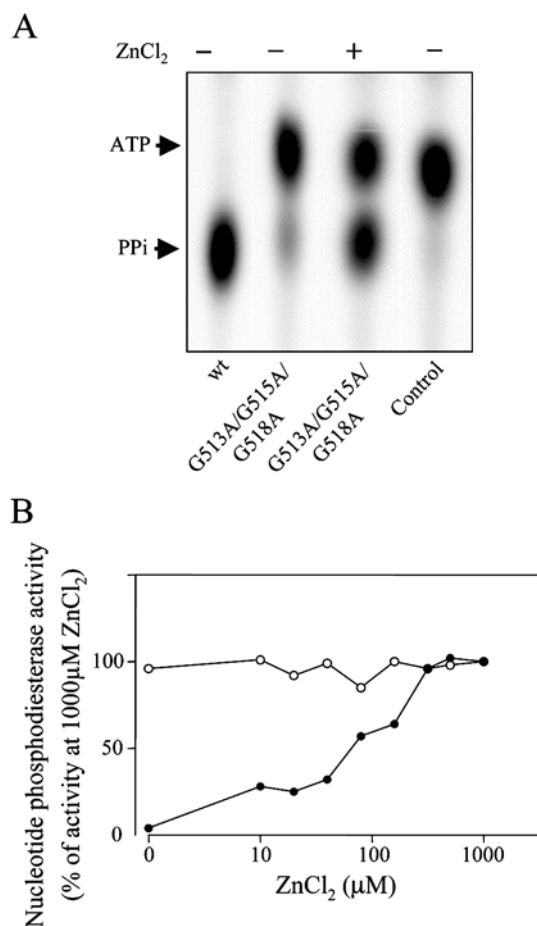 A
ZnCl₂ – – + –
ATP
PPi
wt
G513A/G515A/
G518A
G513A/G515A/
G518A
Control
B
Nucleotide phosphodiesterase activity
(% of activity at 1000μM ZnCl₂)
100
50
0
0 10 100 1000
ZnCl₂ (μM)